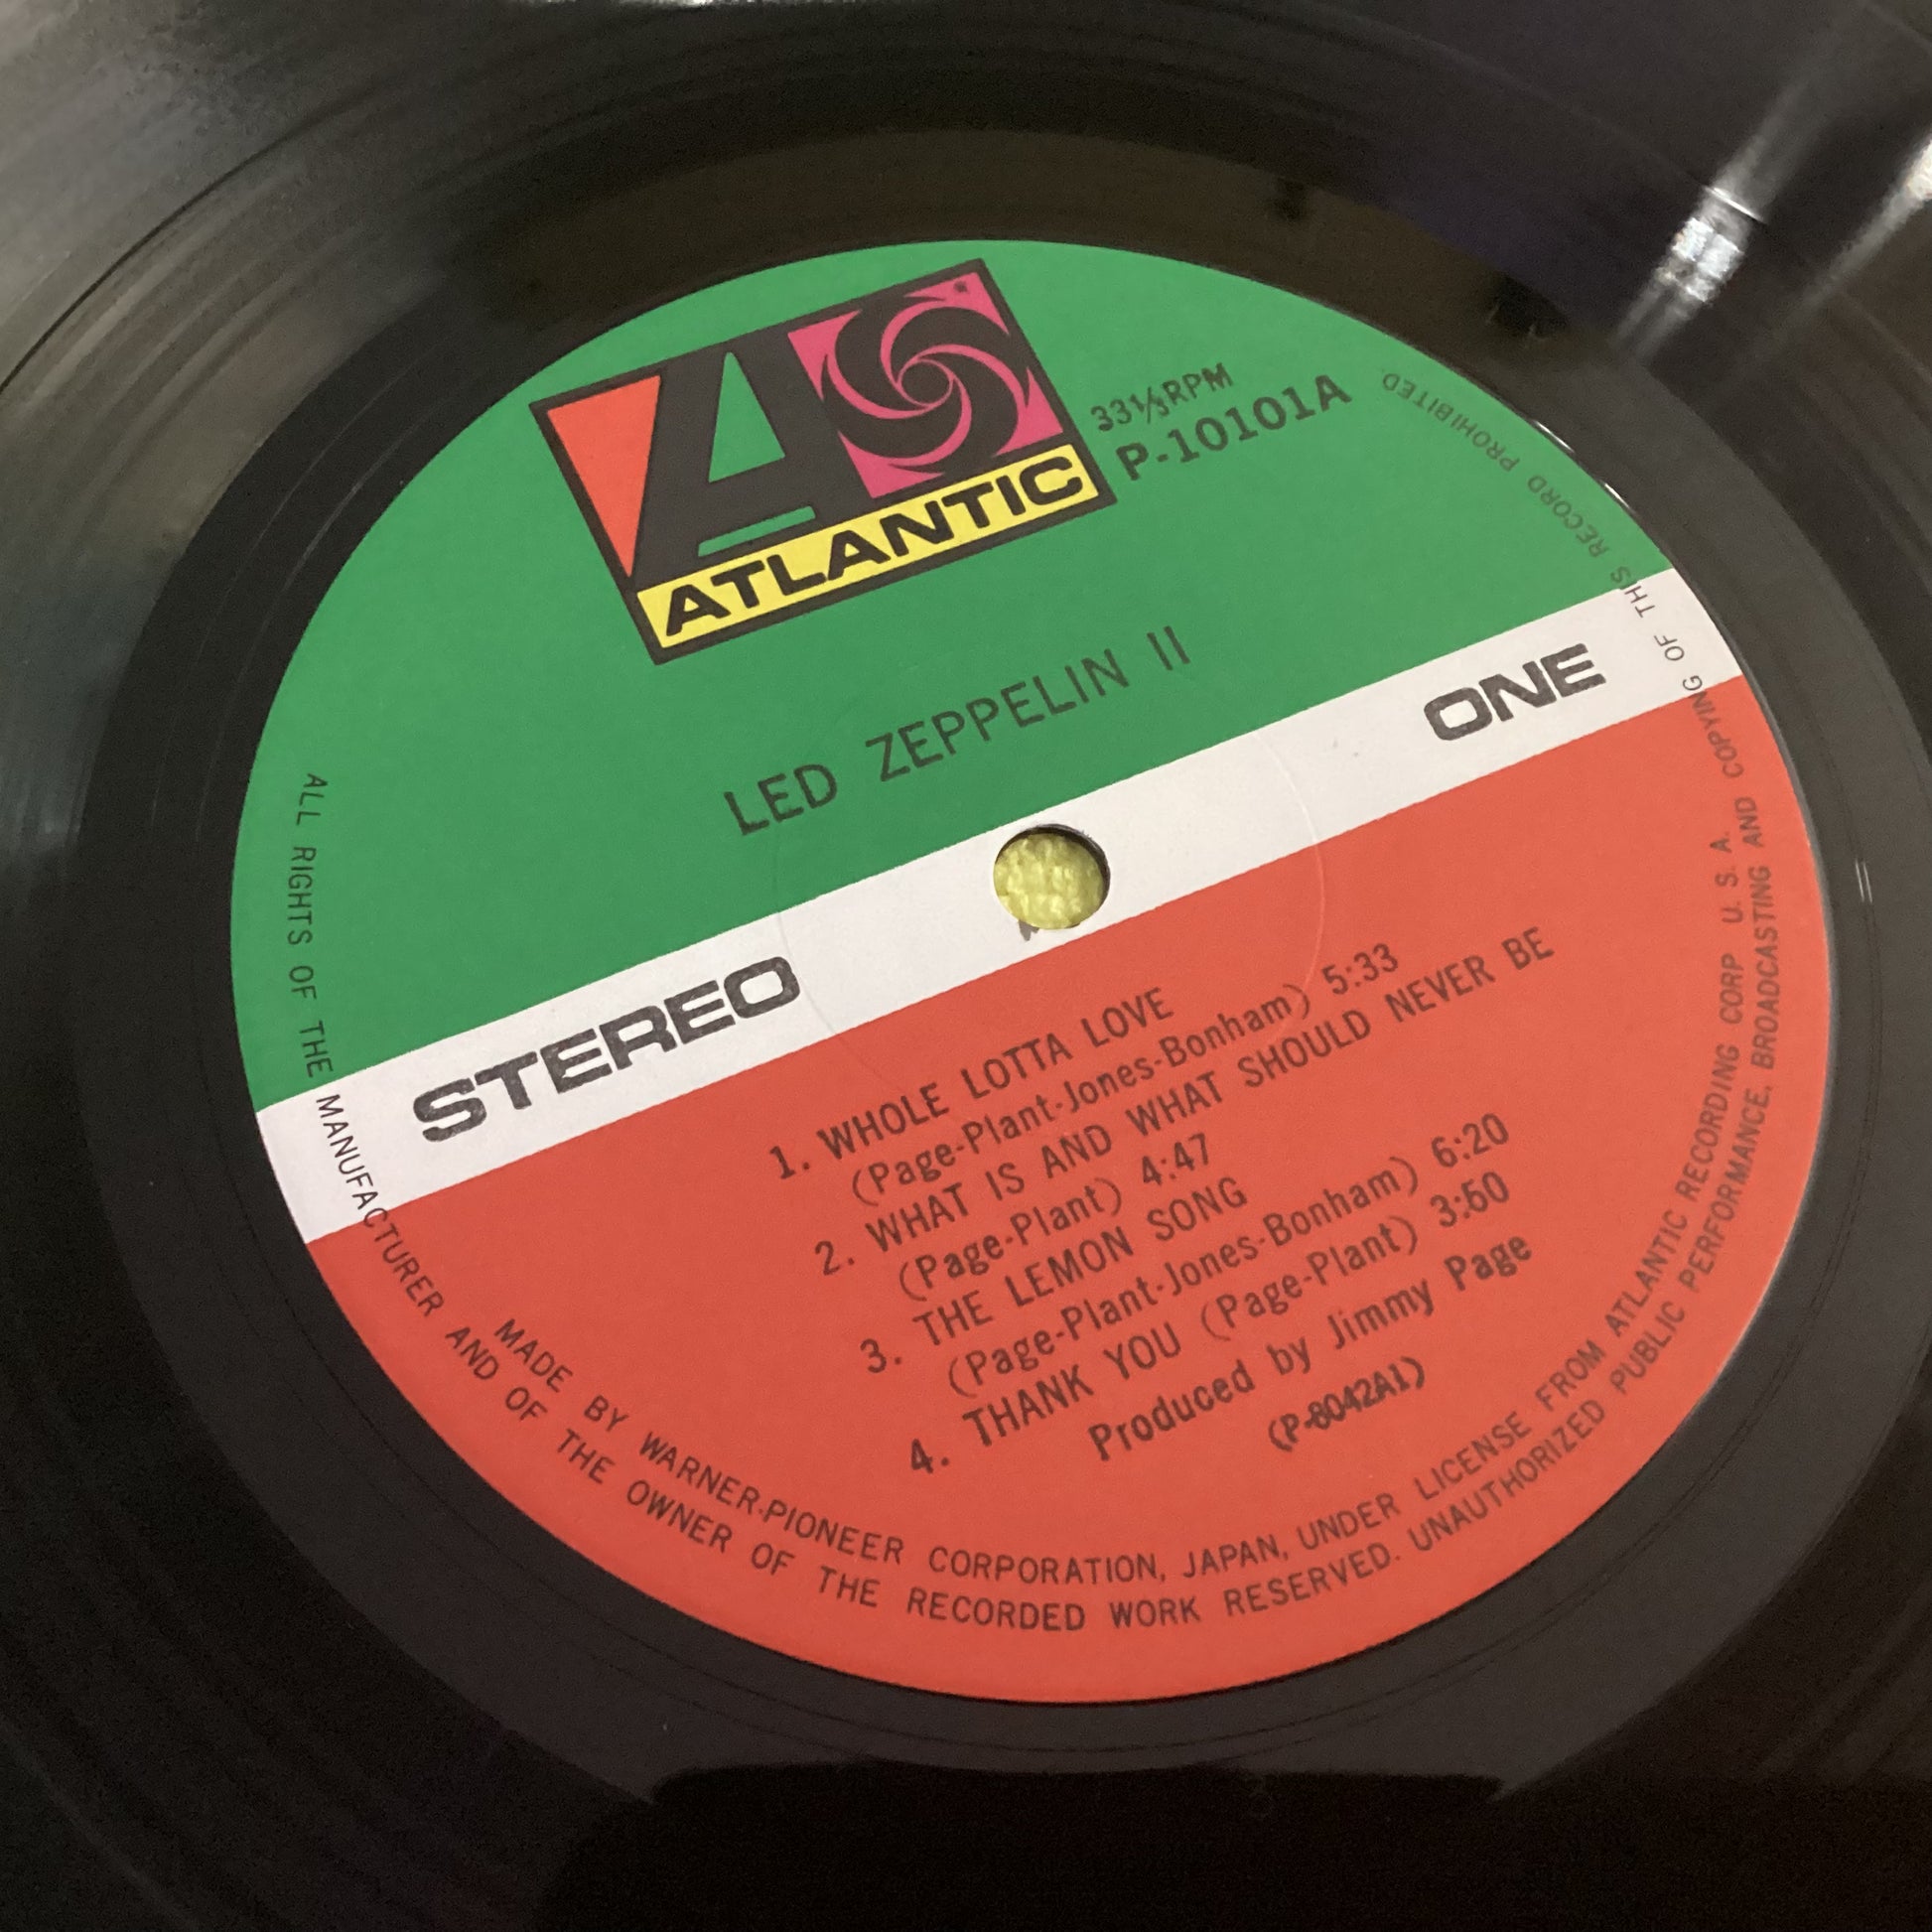 ATLANTIC
33⅓RPM
P-10101A
LED ZEPPELIN II
STEREO
ONE
1. WHOLE LOTTA LOVE
(Page-Plant-Jones-Bonham) 5:33
2. WHAT IS AND WHAT SHOULD NEVER BE
(Page-Plant) 4:47
3. THE LEMON SONG
(Page-Plant-Jones-Bonham) 6:20
4. THANK YOU (Page-Plant) 3:50
Produced by Jimmy Page
(P-8042A1)
MADE BY WARNER-PIONEER CORPORATION, JAPAN, UNDER LICENSE FROM ATLANTIC RECORDING CORP U. S. A.
ALL RIGHTS OF THE MANUFACTURER AND OF THE OWNER OF THE RECORDED WORK RESERVED. UNAUTHORIZED PUBLIC PERFORMANCE, BROADCASTING AND COPYING OF THIS RECORD PROHIBITED.